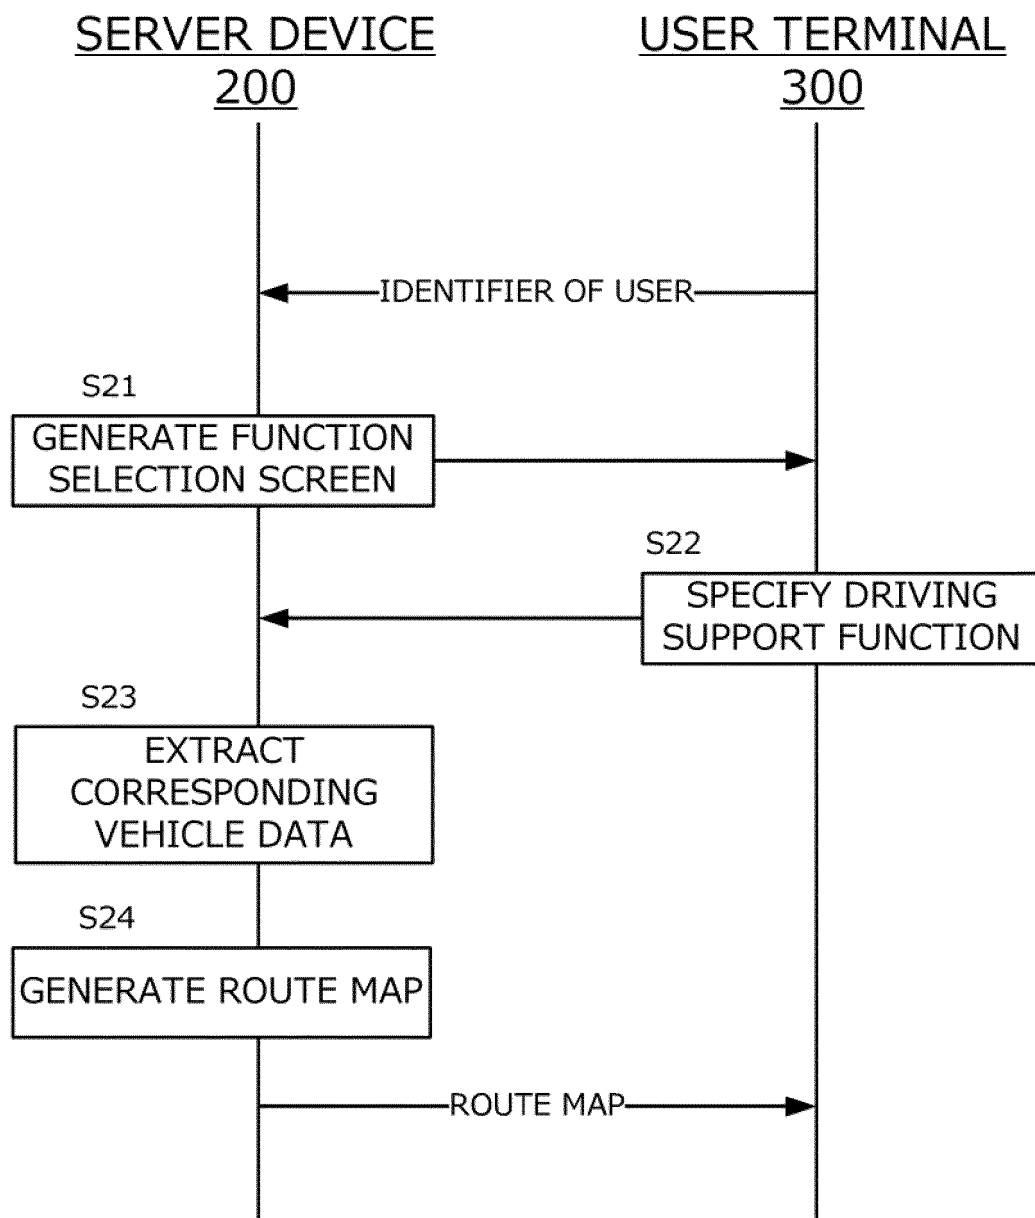 SERVER DEVICE
200
USER TERMINAL
300
IDENTIFIER OF USER
S21
GENERATE FUNCTION
SELECTION SCREEN
S22
SPECIFY DRIVING
SUPPORT FUNCTION
S23
EXTRACT
CORRESPONDING
VEHICLE DATA
S24
GENERATE ROUTE MAP
ROUTE MAP